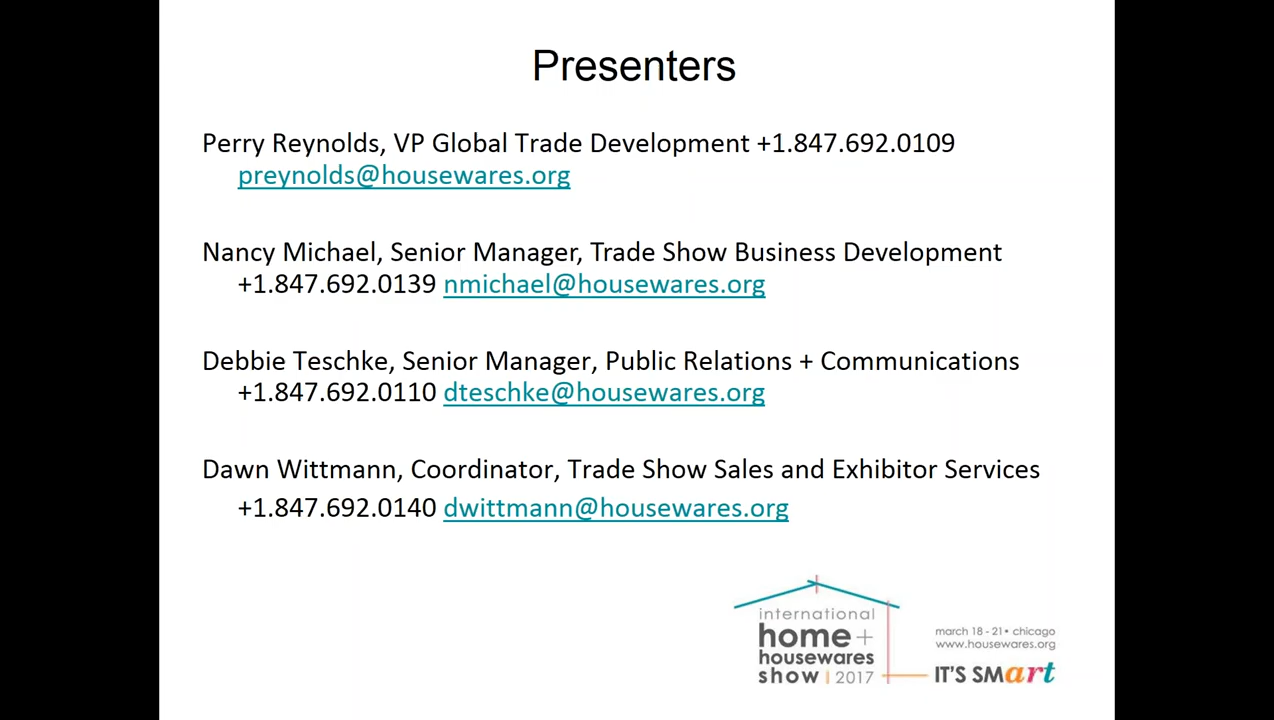 Presenters
Perry Reynolds, VP Global Trade Development +1.847.692.0109
preynolds@housewares.org
Nancy Michael, Senior Manager, Trade Show Business Development
+1.847.692.0139 nmichael@housewares.org
Debbie Teschke, Senior Manager, Public Relations + Communications
+1.847.692.0110 dteschke@housewares.org
Dawn Wittmann, Coordinator, Trade Show Sales and Exhibitor Services
+1.847.692.0140 dwittmann@housewares.org
international
home+
housewares
show | 2017
march 18 - 21 • chicago
www.housewares.org
IT'S SMart